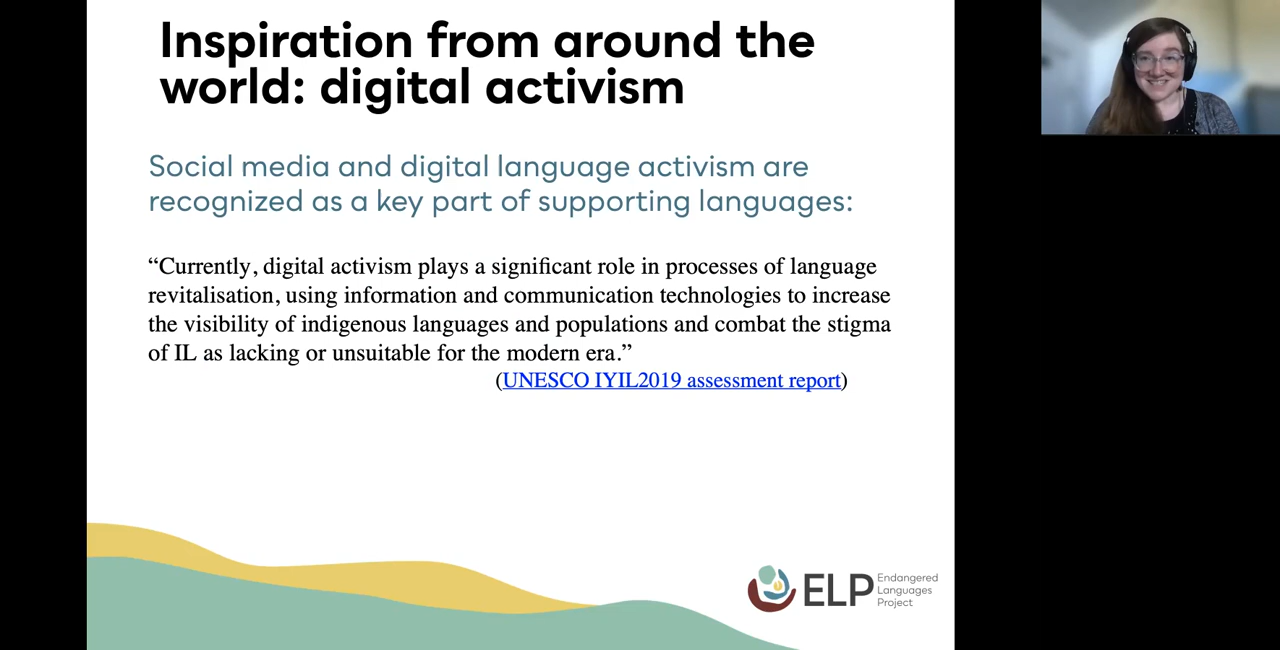 Inspiration from around the
world: digital activism
Social media and digital language activism are
recognized as a key part of supporting languages:
“Currently, digital activism plays a significant role in processes of language
revitalisation, using information and communication technologies to increase
the visibility of indigenous languages and populations and combat the stigma
of IL as lacking or unsuitable for the modern era.”
(UNESCO IYIL2019 assessment report)
ELP
Endangered
Languages
Project